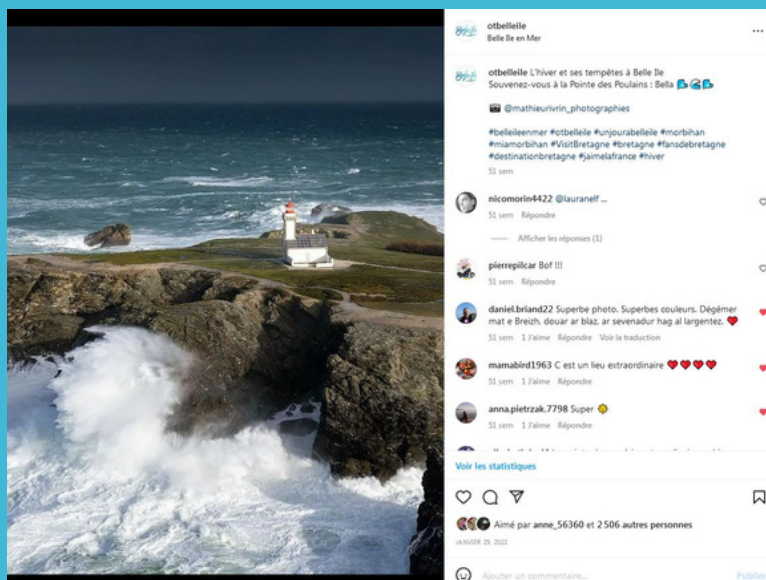 otbelleile
Belle Ile en Mer
otbelleile L'hiver et ses tempêtes à Belle Ile
Souvenez-vous à la Pointe des Poulains : Bella
@mathieurivrin_photographies
#belleileenmer #otbelleile #unjourabelleile #morbihan
#miamorbihan #VisitBretagne #bretagne #fansdebretagne
#destinationbretagne #jaimelafrance #hiver
51 sem
nicomorin4422 @lauranelf ...
51 sem Répondre
Afficher les réponses (1)
pierrepilcar Bof !!!
51 sem Répondre
daniel.briand22 Superbe photo. Superbes couleurs. Dégémer
mat e Breizh, douar ar blaz, ar sevenadur hag al largentez. ❤️
51 sem 1 J'aime Répondre Voir la traduction
mamabird1963 C est un lieu extraordinaire ❤️ ❤️ ❤️ ❤️
51 sem 1 J'aime Répondre
anna.pietrzak.7798 Super
51 sem 1 J'aime Répondre
Voir les statistiques
Aimé par anne_56360 et 2 506 autres personnes
JANVIER 29, 2022
Ajouter un commentaire...
Publier